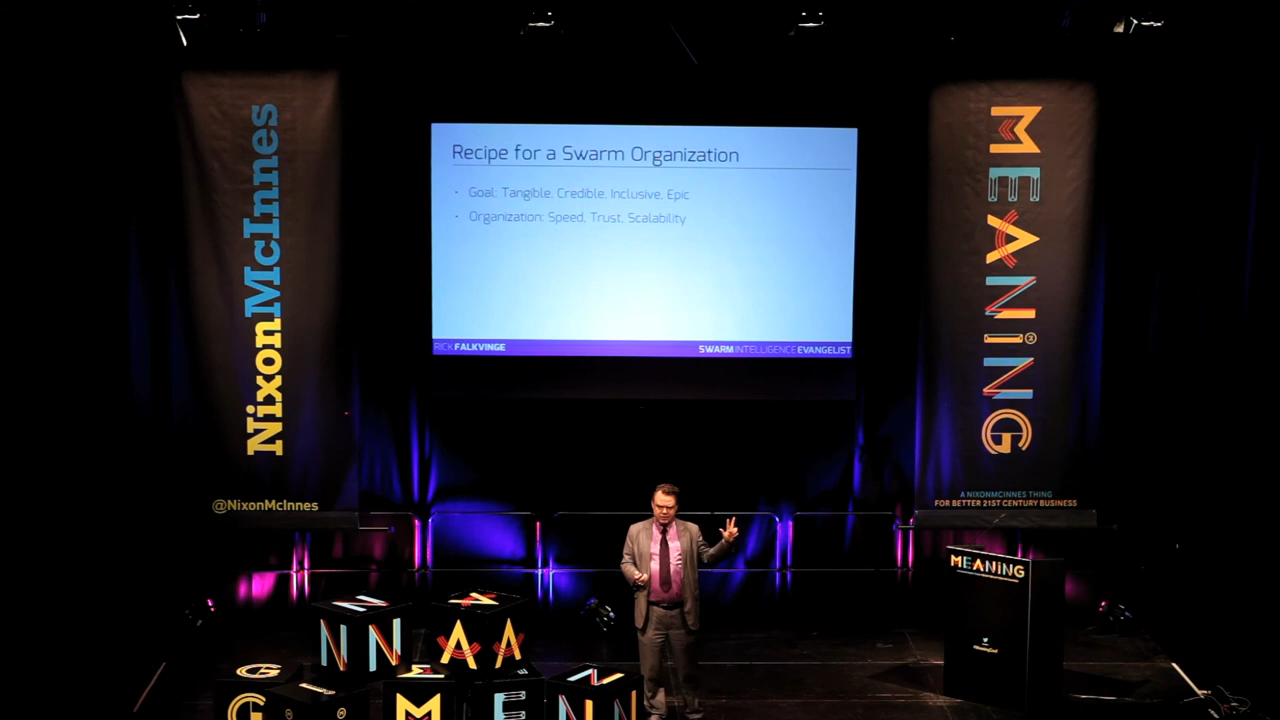 NixonMcInnes
@NixonMcInnes
Recipe for a Swarm Organization
• Goal: Tangible, Credible, Inclusive, Epic
• Organization: Speed, Trust, Scalability
RICK FALKVINGE
SWARM INTELLIGENCE EVANGELIST
MEANiNG
A NIXONMCINNES THING
FOR BETTER 21ST CENTURY BUSINESS
MEANiNG
N
N N
A A
G
G
M
E
N N